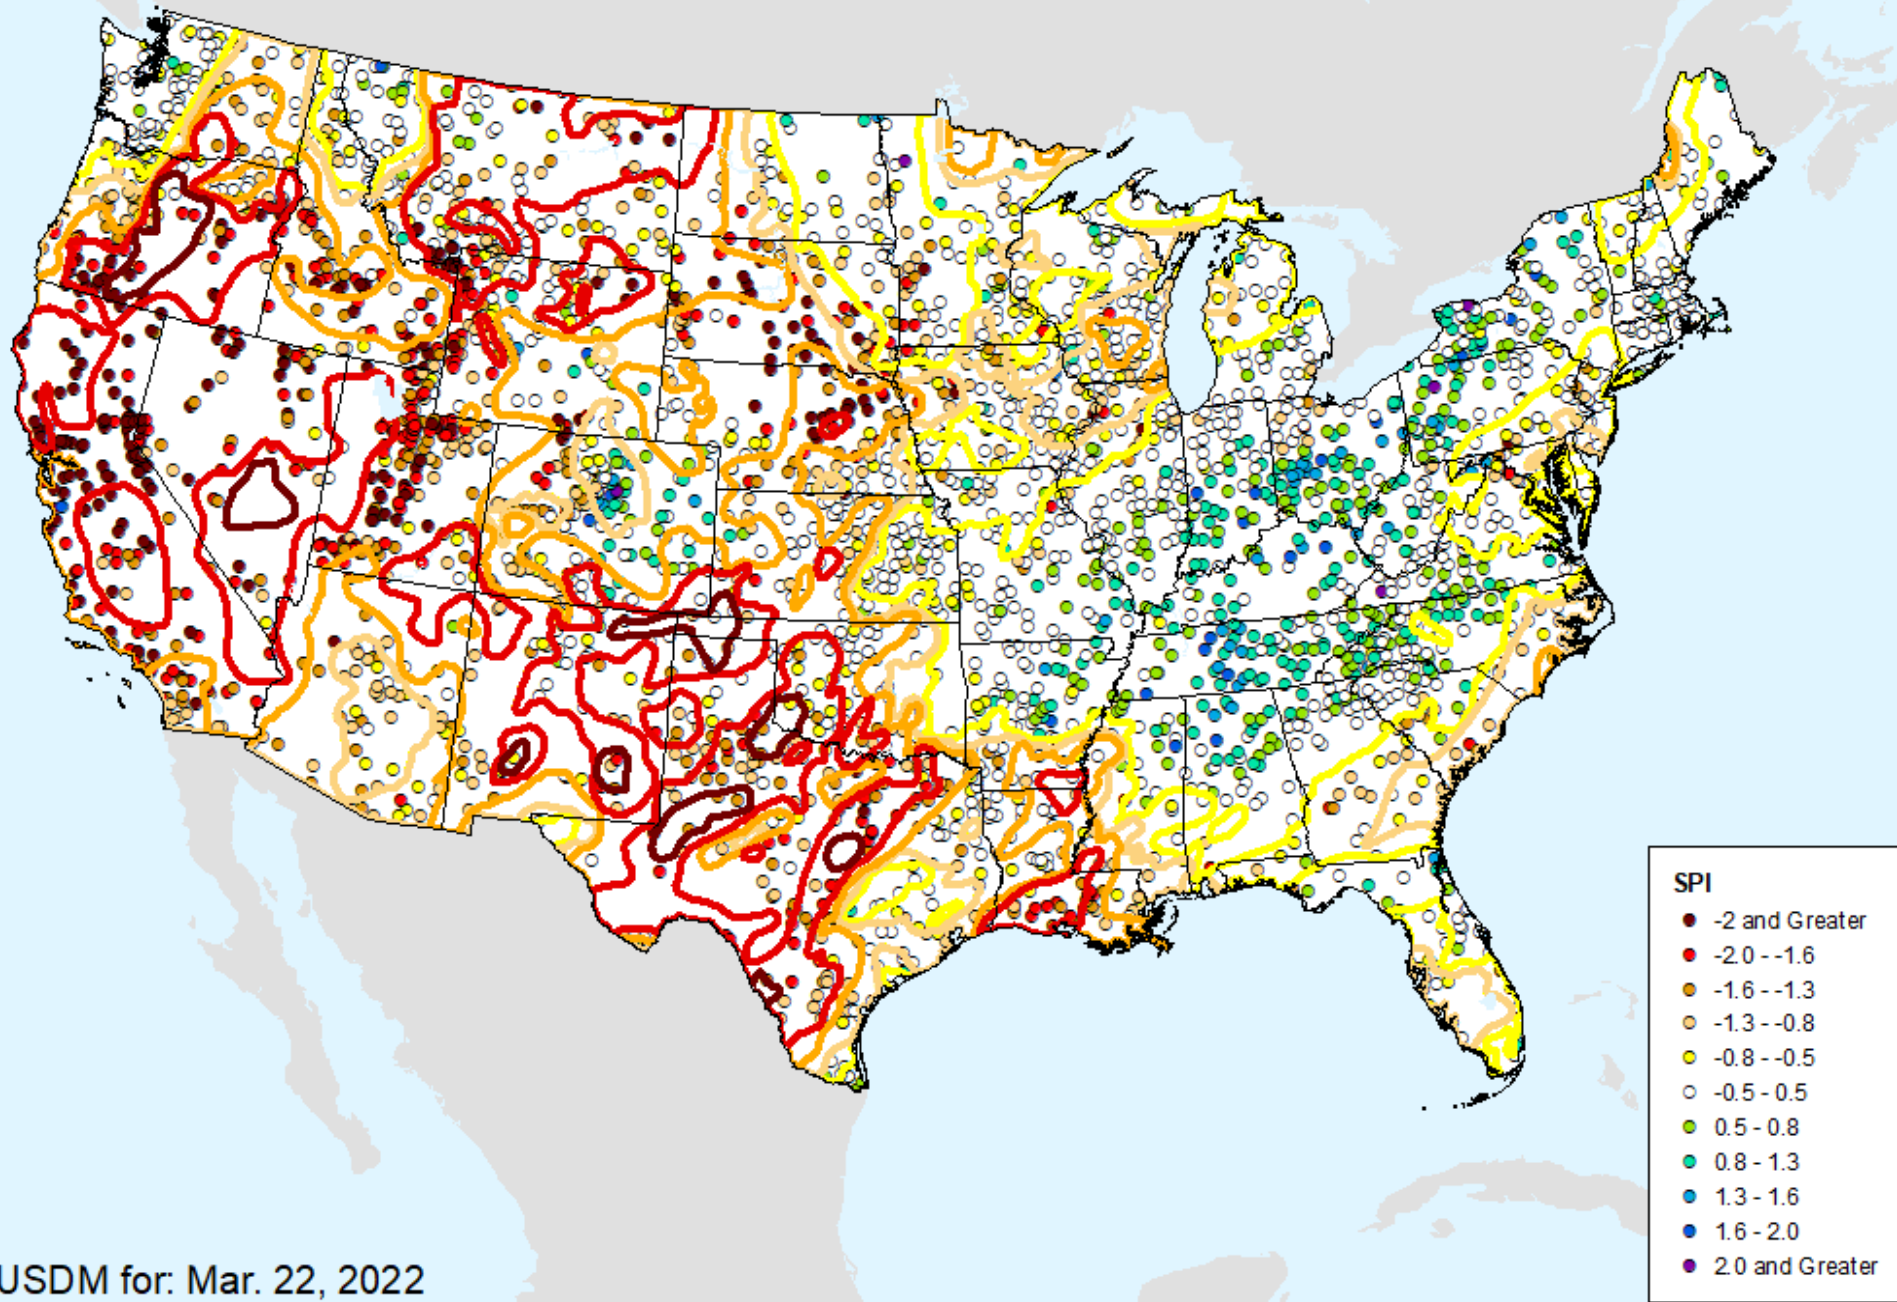 SPI
-2 and Greater
-2.0 - -1.6
-1.6 - -1.3
-1.3 - -0.8
-0.8 - -0.5
-0.5 - 0.5
0.5 - 0.8
0.8 - 1.3
1.3 - 1.6
1.6 - 2.0
2.0 and Greater
USDM for: Mar. 22, 2022